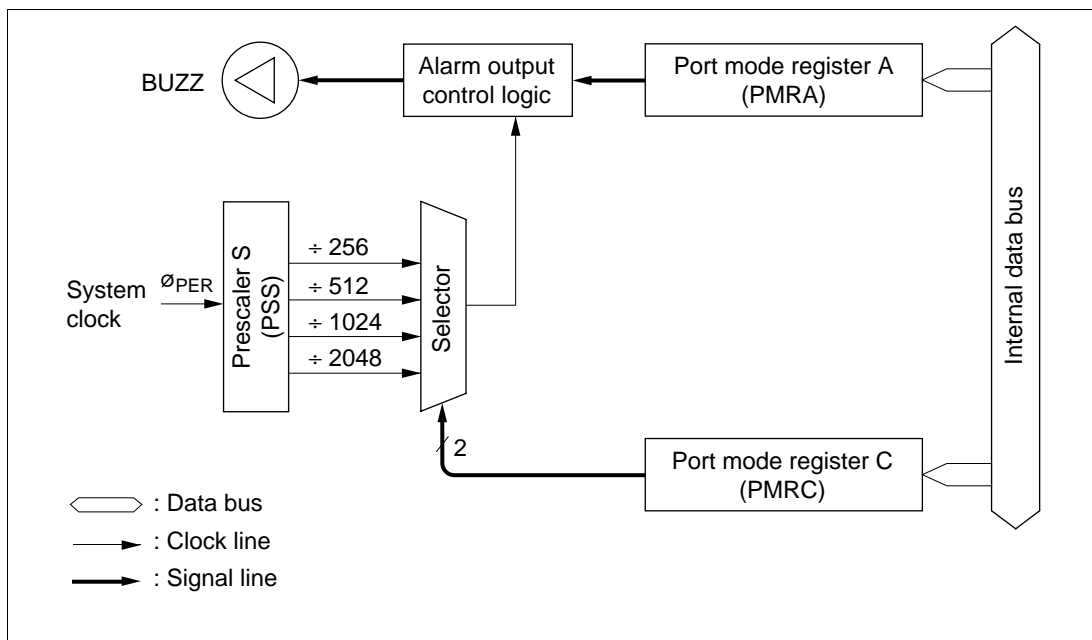 BUZZ
Alarm output
control logic
Port mode register A
(PMRA)
Internal data bus
System
clock
øPER
Prescaler S
(PSS)
÷ 256
÷ 512
÷ 1024
÷ 2048
Selector
2
Port mode register C
(PMRC)
: Data bus
: Clock line
: Signal line